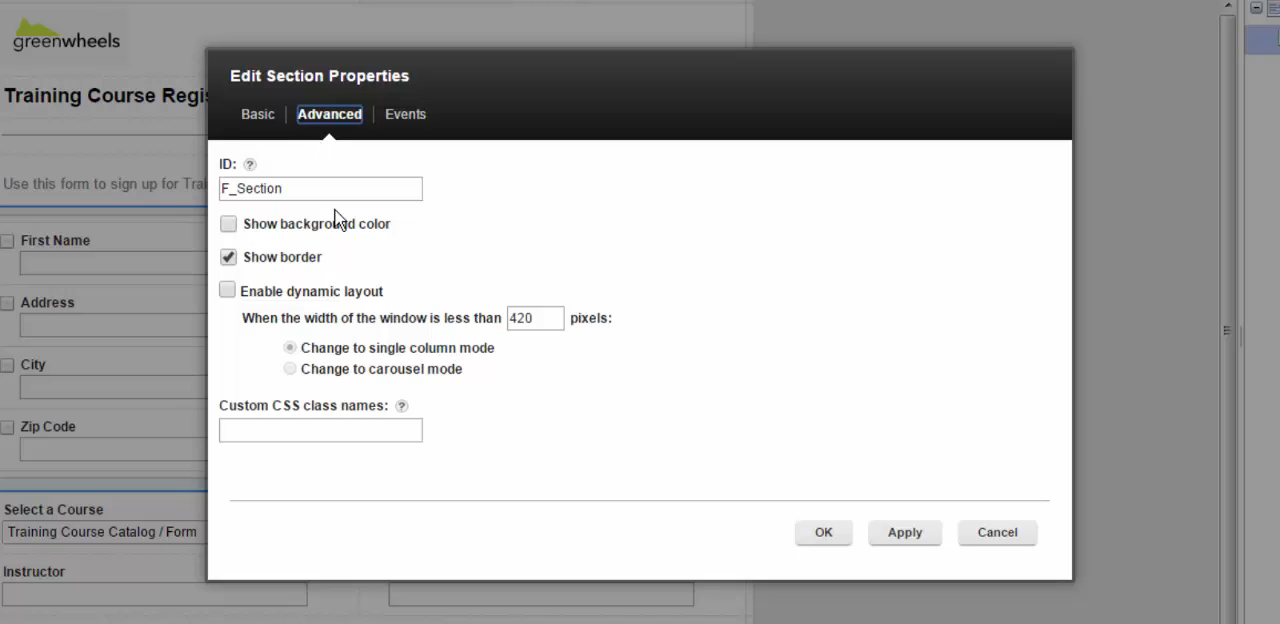 greenwheels
Edit Section Properties
Training Course Regis
Basic
Advanced
Events
ID: ?
F_Section
Use this form to sign up for Trai
Show background color
First Name
Show border
Enable dynamic layout
Address
When the width of the window is less than 420 pixels:
Change to single column mode
City
Change to carousel mode
Custom CSS class names: ?
Zip Code
Select a Course
Training Course Catalog / Form
OK
Apply
Cancel
Instructor